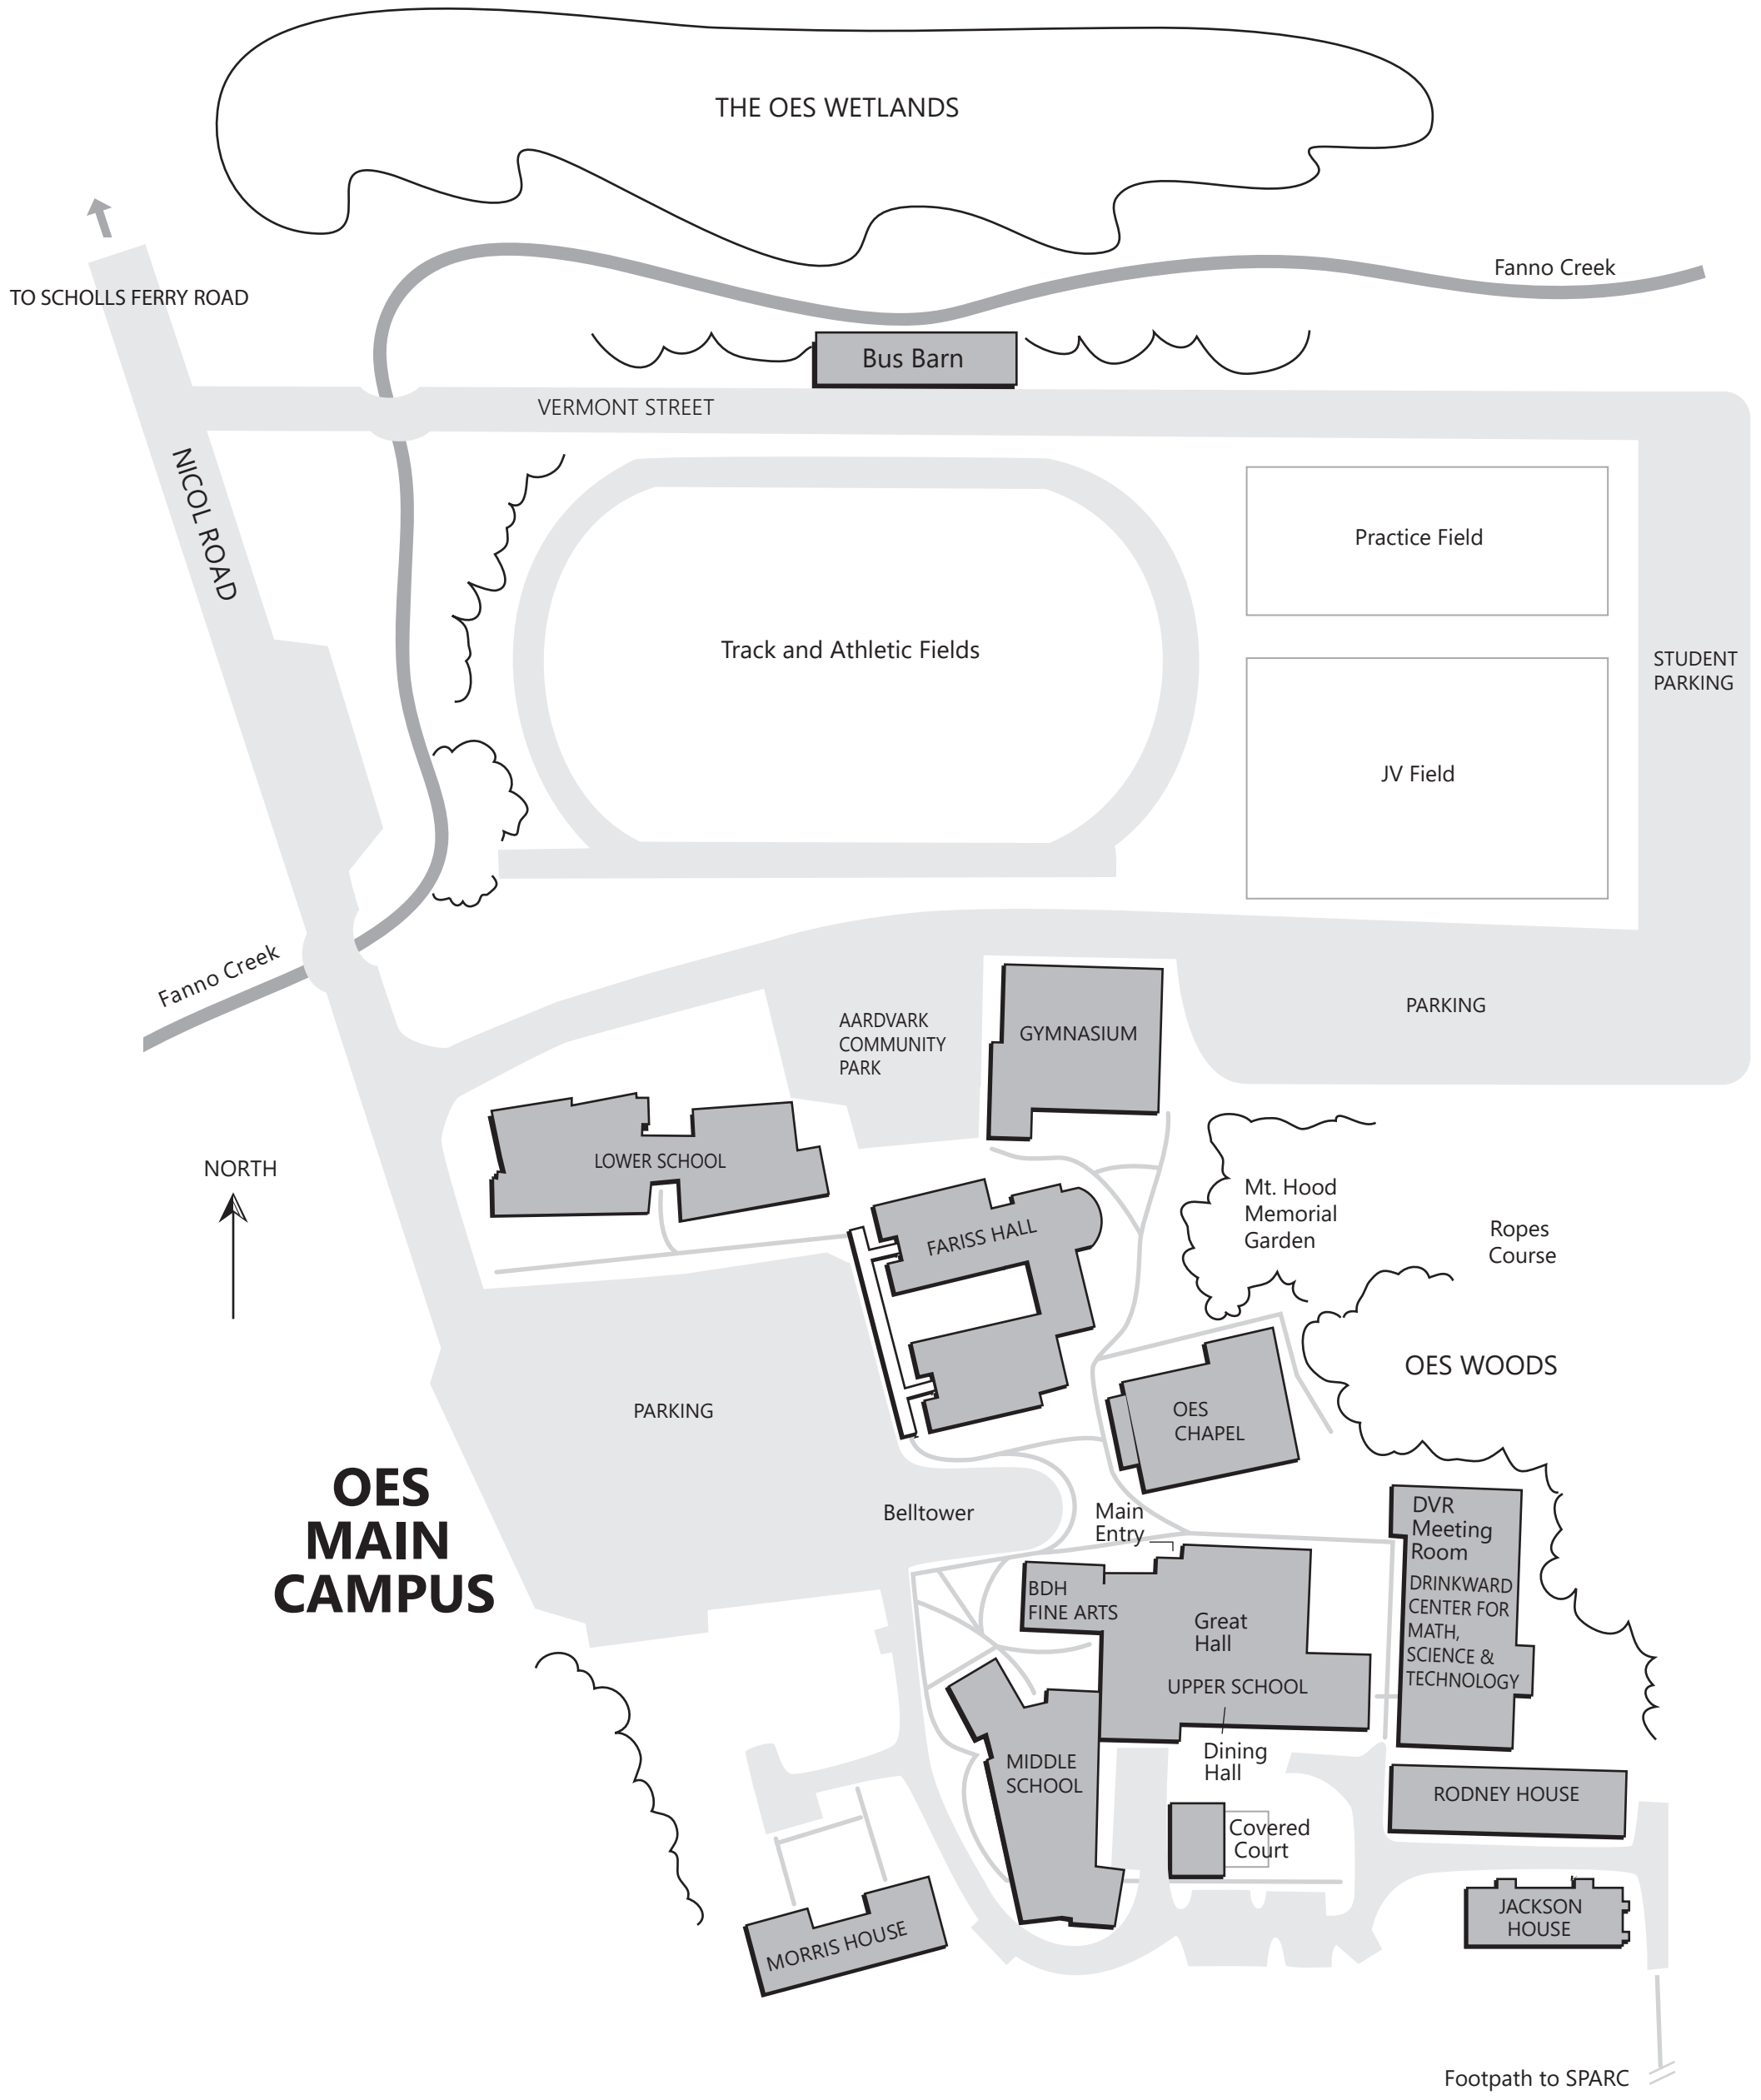 THE OES WETLANDS
Fanno Creek
TO SCHOLLS FERRY ROAD
Bus Barn
VERMONT STREET
NICOL ROAD
Practice Field
Track and Athletic Fields
STUDENT
PARKING
JV Field
Fanno Creek
PARKING
AARDVARK
COMMUNITY
PARK
GYMNASIUM
LOWER SCHOOL
NORTH
Mt. Hood
Memorial
Garden
Ropes
Course
FARISS HALL
OES WOODS
PARKING
OES
CHAPEL
OES
MAIN
CAMPUS
Belltower
Main
Entry
DVR
Meeting
Room
DRINKWARD
CENTER FOR
MATH,
SCIENCE &
TECHNOLOGY
BDH
FINE ARTS
Great
Hall
UPPER SCHOOL
Dining
Hall
MIDDLE
SCHOOL
RODNEY HOUSE
Covered
Court
JACKSON
HOUSE
MORRIS HOUSE
Footpath to SPARC